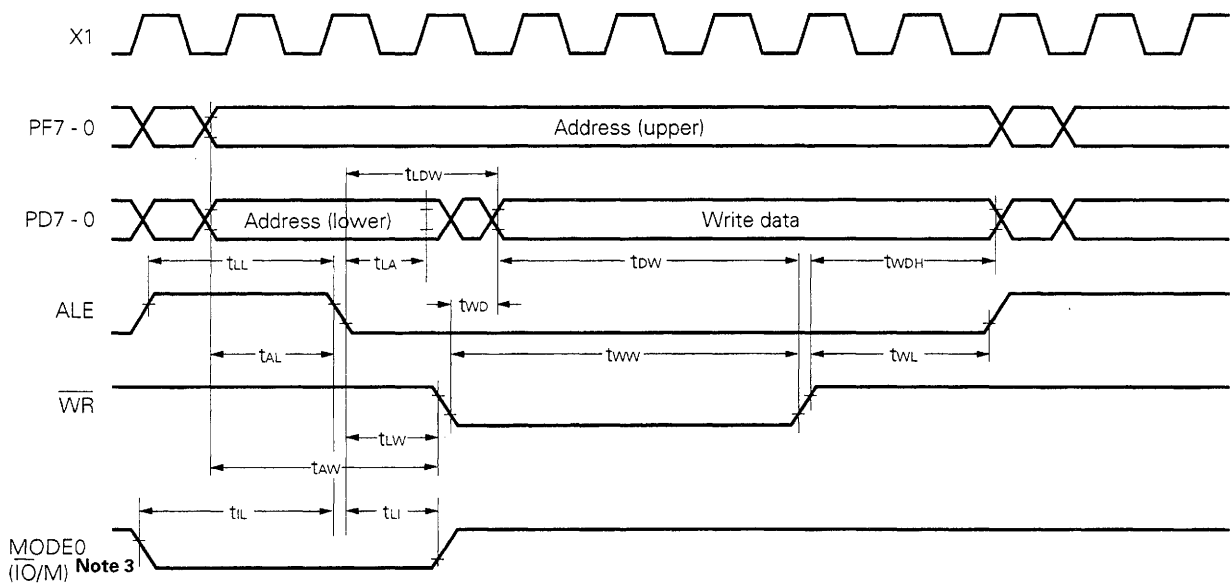 X1
PF7 - 0
Address (upper)
tLDW
PD7 - 0
Address (lower)
Write data
tLL
tLA
tDW
tWDH
ALE
tWD
tAL
tWW
tWL
WR
tLW
tAW
tIL
tLI
MODE0
(IO/M) Note 3